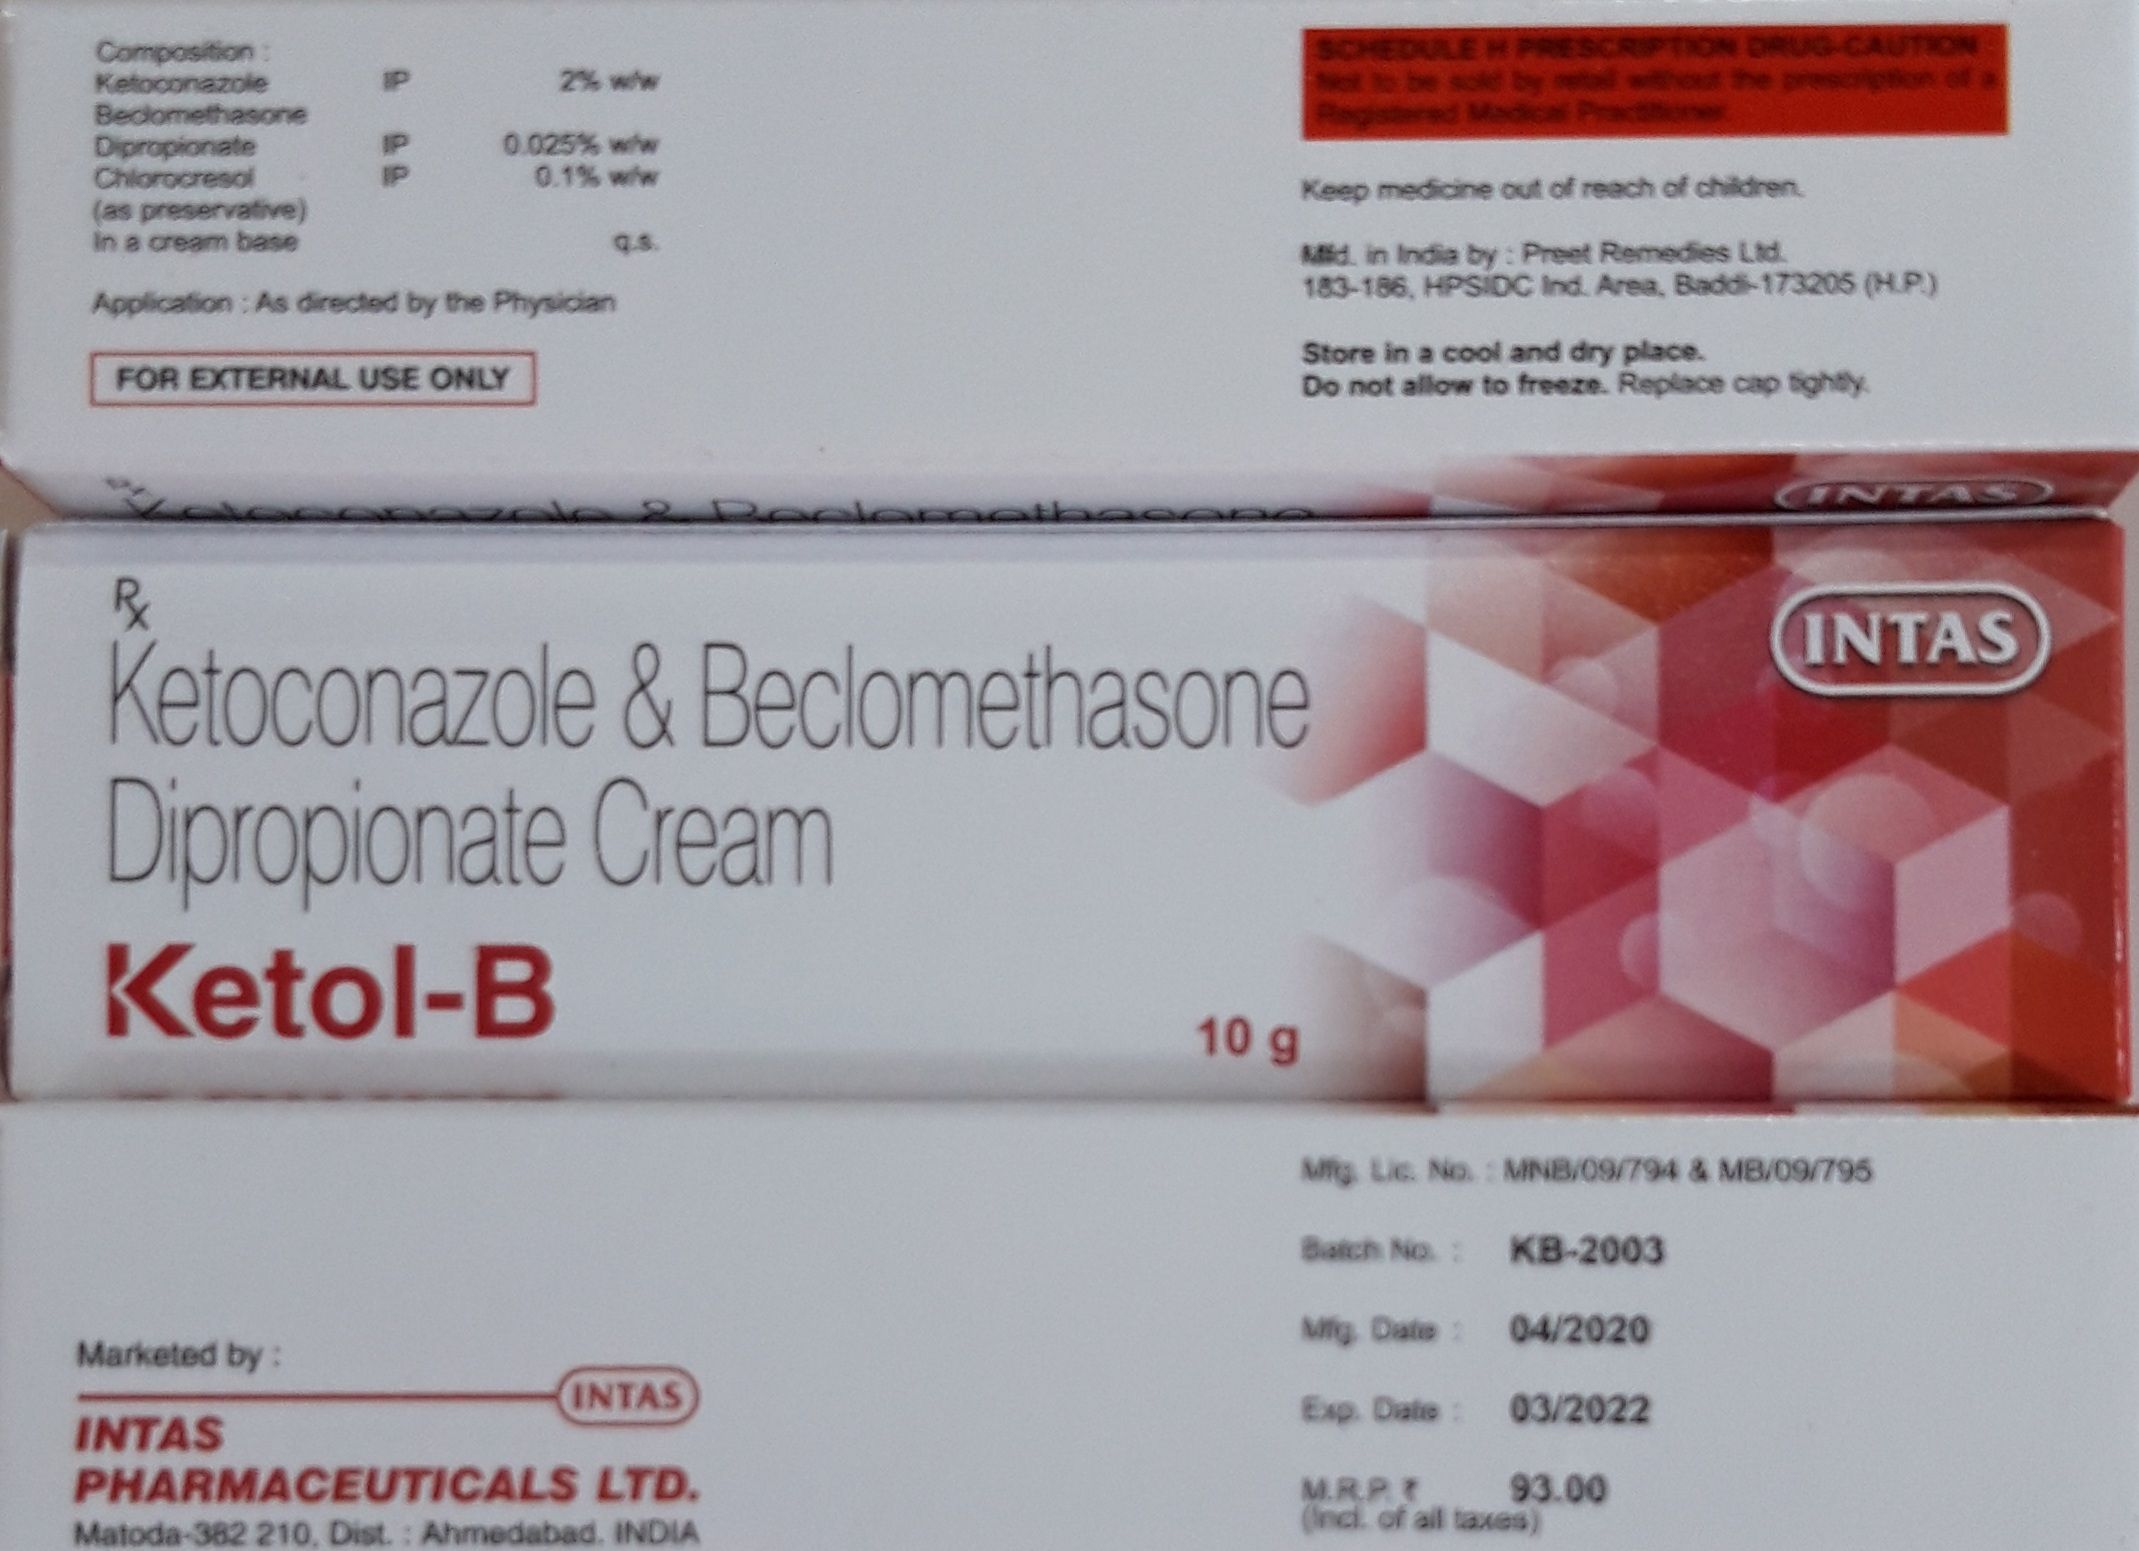 Composition :
Ketoconazole IP 2% w/w
Beclomethasone
Dipropionate IP 0.025% w/w
Chlorocresol IP 0.1% w/w
(as preservative)
In a cream base q.s.
Application : As directed by the Physician
FOR EXTERNAL USE ONLY
SCHEDULE H PRESCRIPTION DRUG-CAUTION
Not to be sold by retail without the prescription of a
Registered Medical Practitioner.
Keep medicine out of reach of children.
Mfd. in India by : Preet Remedies Ltd.
183-186, HPSIDC Ind. Area, Baddi-173205 (H.P.)
Store in a cool and dry place.
Do not allow to freeze. Replace cap tightly.
Rx
Ketoconazole & Beclomethasone
INTAS
Rx
Ketoconazole & Beclomethasone
Dipropionate Cream
Ketol-B
10 g
INTAS
Marketed by :
INTAS
INTAS
PHARMACEUTICALS LTD.
Matoda-382 210, Dist. : Ahmedabad. INDIA
Mfg. Lic. No. : MNB/09/794 & MB/09/795
Batch No. : KB-2003
Mfg. Date : 04/2020
Exp. Date : 03/2022
M.R.P. ₹ 93.00
(Incl. of all taxes)